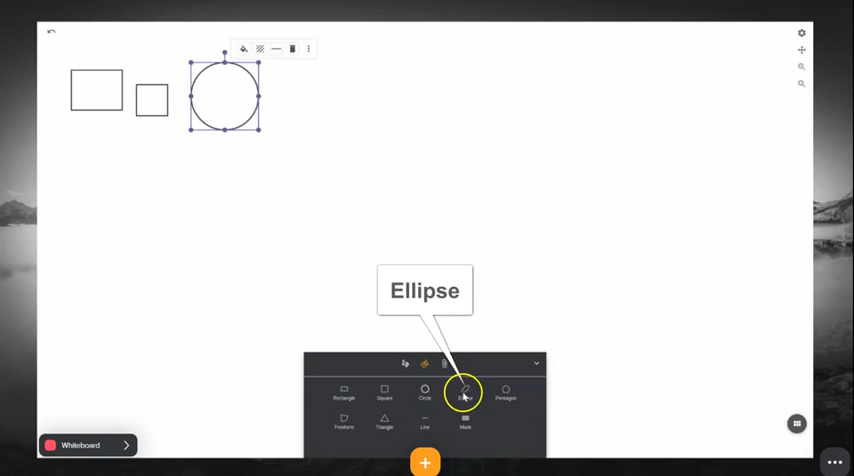 Ellipse
Rectangle
Square
Circle
Ellipse
Pentagon
Freeform
Triangle
Line
Mask
Whiteboard